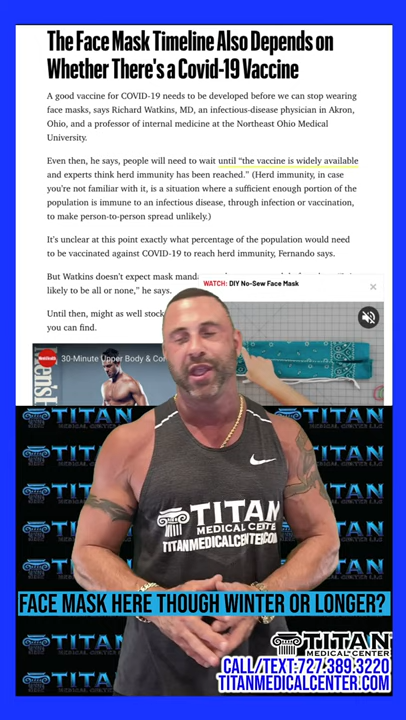 The Face Mask Timeline Also Depends on
Whether There's a Covid-19 Vaccine
A good vaccine for COVID-19 needs to be developed before we can stop wearing
face masks, says Richard Watkins, MD, an infectious-disease physician in Akron,
Ohio, and a professor of internal medicine at the Northeast Ohio Medical
University.
Even then, he says, people will need to wait until “the vaccine is widely available
and experts think herd immunity has been reached.” (Herd immunity, in case
you're not familiar with it, is a situation where a sufficient enough portion of the
population is immune to an infectious disease, through infection or vaccination,
to make person-to-person spread unlikely.)
It's unclear at this point exactly what percentage of the population would need
to be vaccinated against COVID-19 to reach herd immunity, Fernando says.
But Watkins doesn't expect mask
likely to be all or none,” he says.
Until then, might as well stock
you can find.
WATCH: DIY No-Sew Face Mask
30-Minute Upper Body &
Men's
TITAN
MEDICAL CENTER
TITANMEDICALCENTER.COM
FACE MASK HERE THOUGH WINTER OR LONGER?
TITAN
MEDICAL CENTER
CALL/TEXT:727.389.3220
TITANMEDICALCENTER.COM